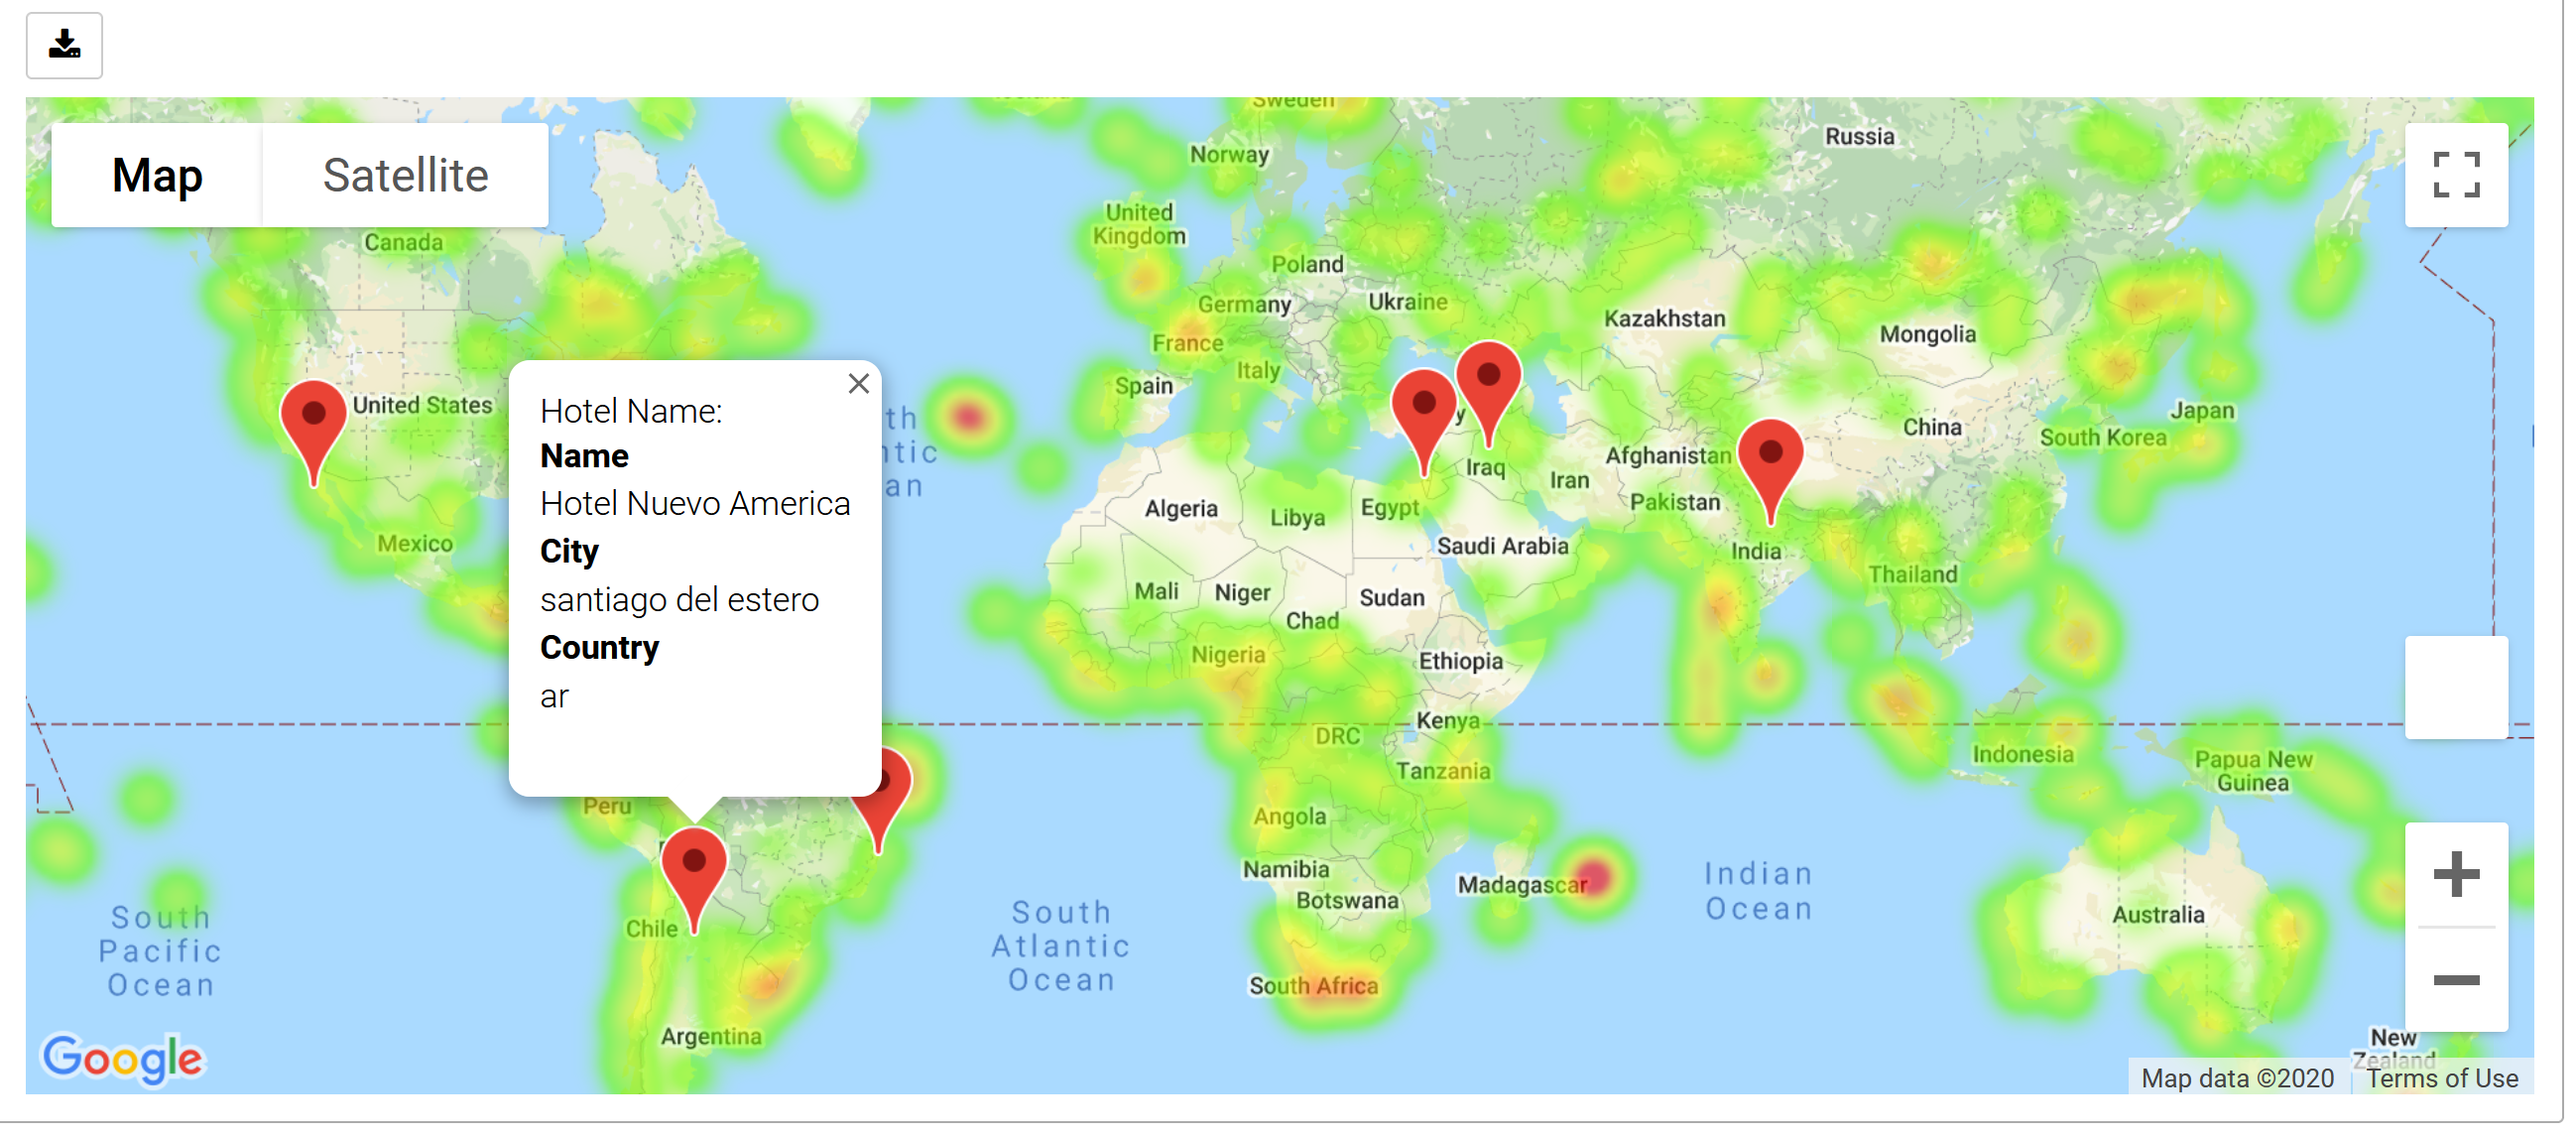 Map
Satellite
Sweden
Norway
Russia
United
Kingdom
Canada
Poland
Germany
Ukraine
Kazakhstan
France
Mongolia
Italy
Spain
United States
Japan
China
South Korea
Afghanistan
Iraq
Iran
Pakistan
Algeria
Libya
Egypt
Mexico
Saudi Arabia
India
Thailand
Mali
Niger
Sudan
Chad
Nigeria
Ethiopia
Kenya
DRC
Tanzania
Indonesia
Papua New
Guinea
Hotel Name:
Name
Hotel Nuevo America
City
santiago del estero
Country
ar
Peru
Angola
Namibia
Madagascar
Botswana
Indian
Ocean
Australia
Chile
South
Pacific
Ocean
South
Atlantic
Ocean
South Africa
Argentina
New
Zealand
Google
Map data ©2020
Terms of Use